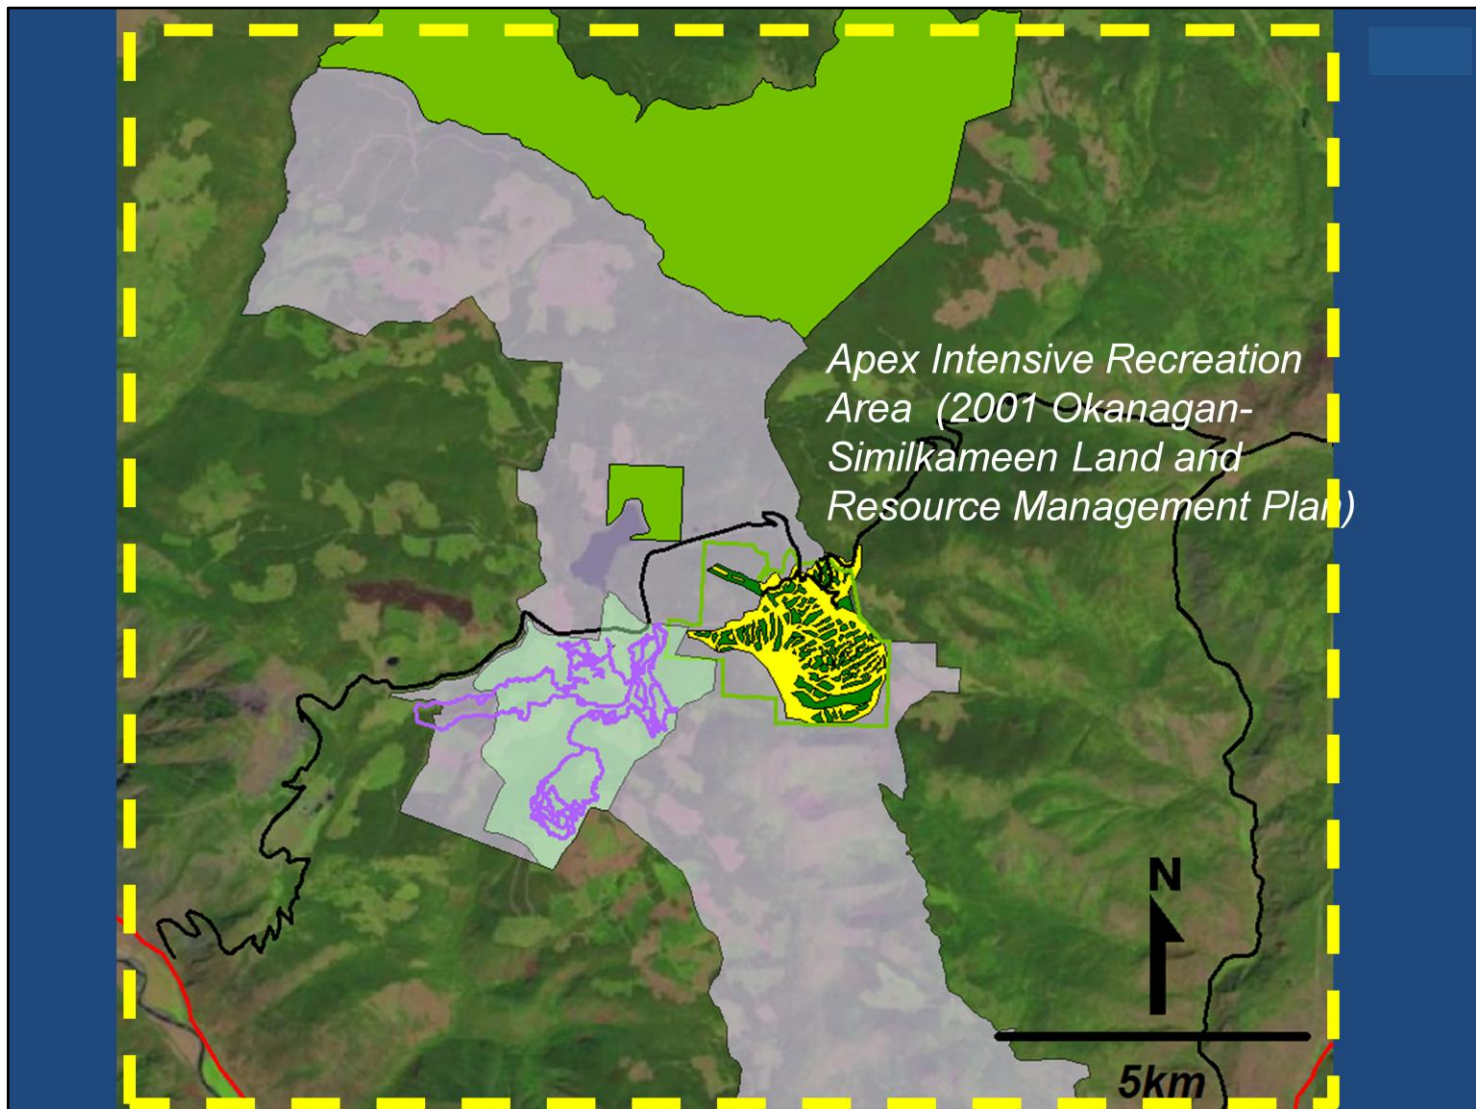 Apex Intensive Recreation
Area (2001 Okanagan-
Similkameen Land and
Resource Management Plan)
N
5km